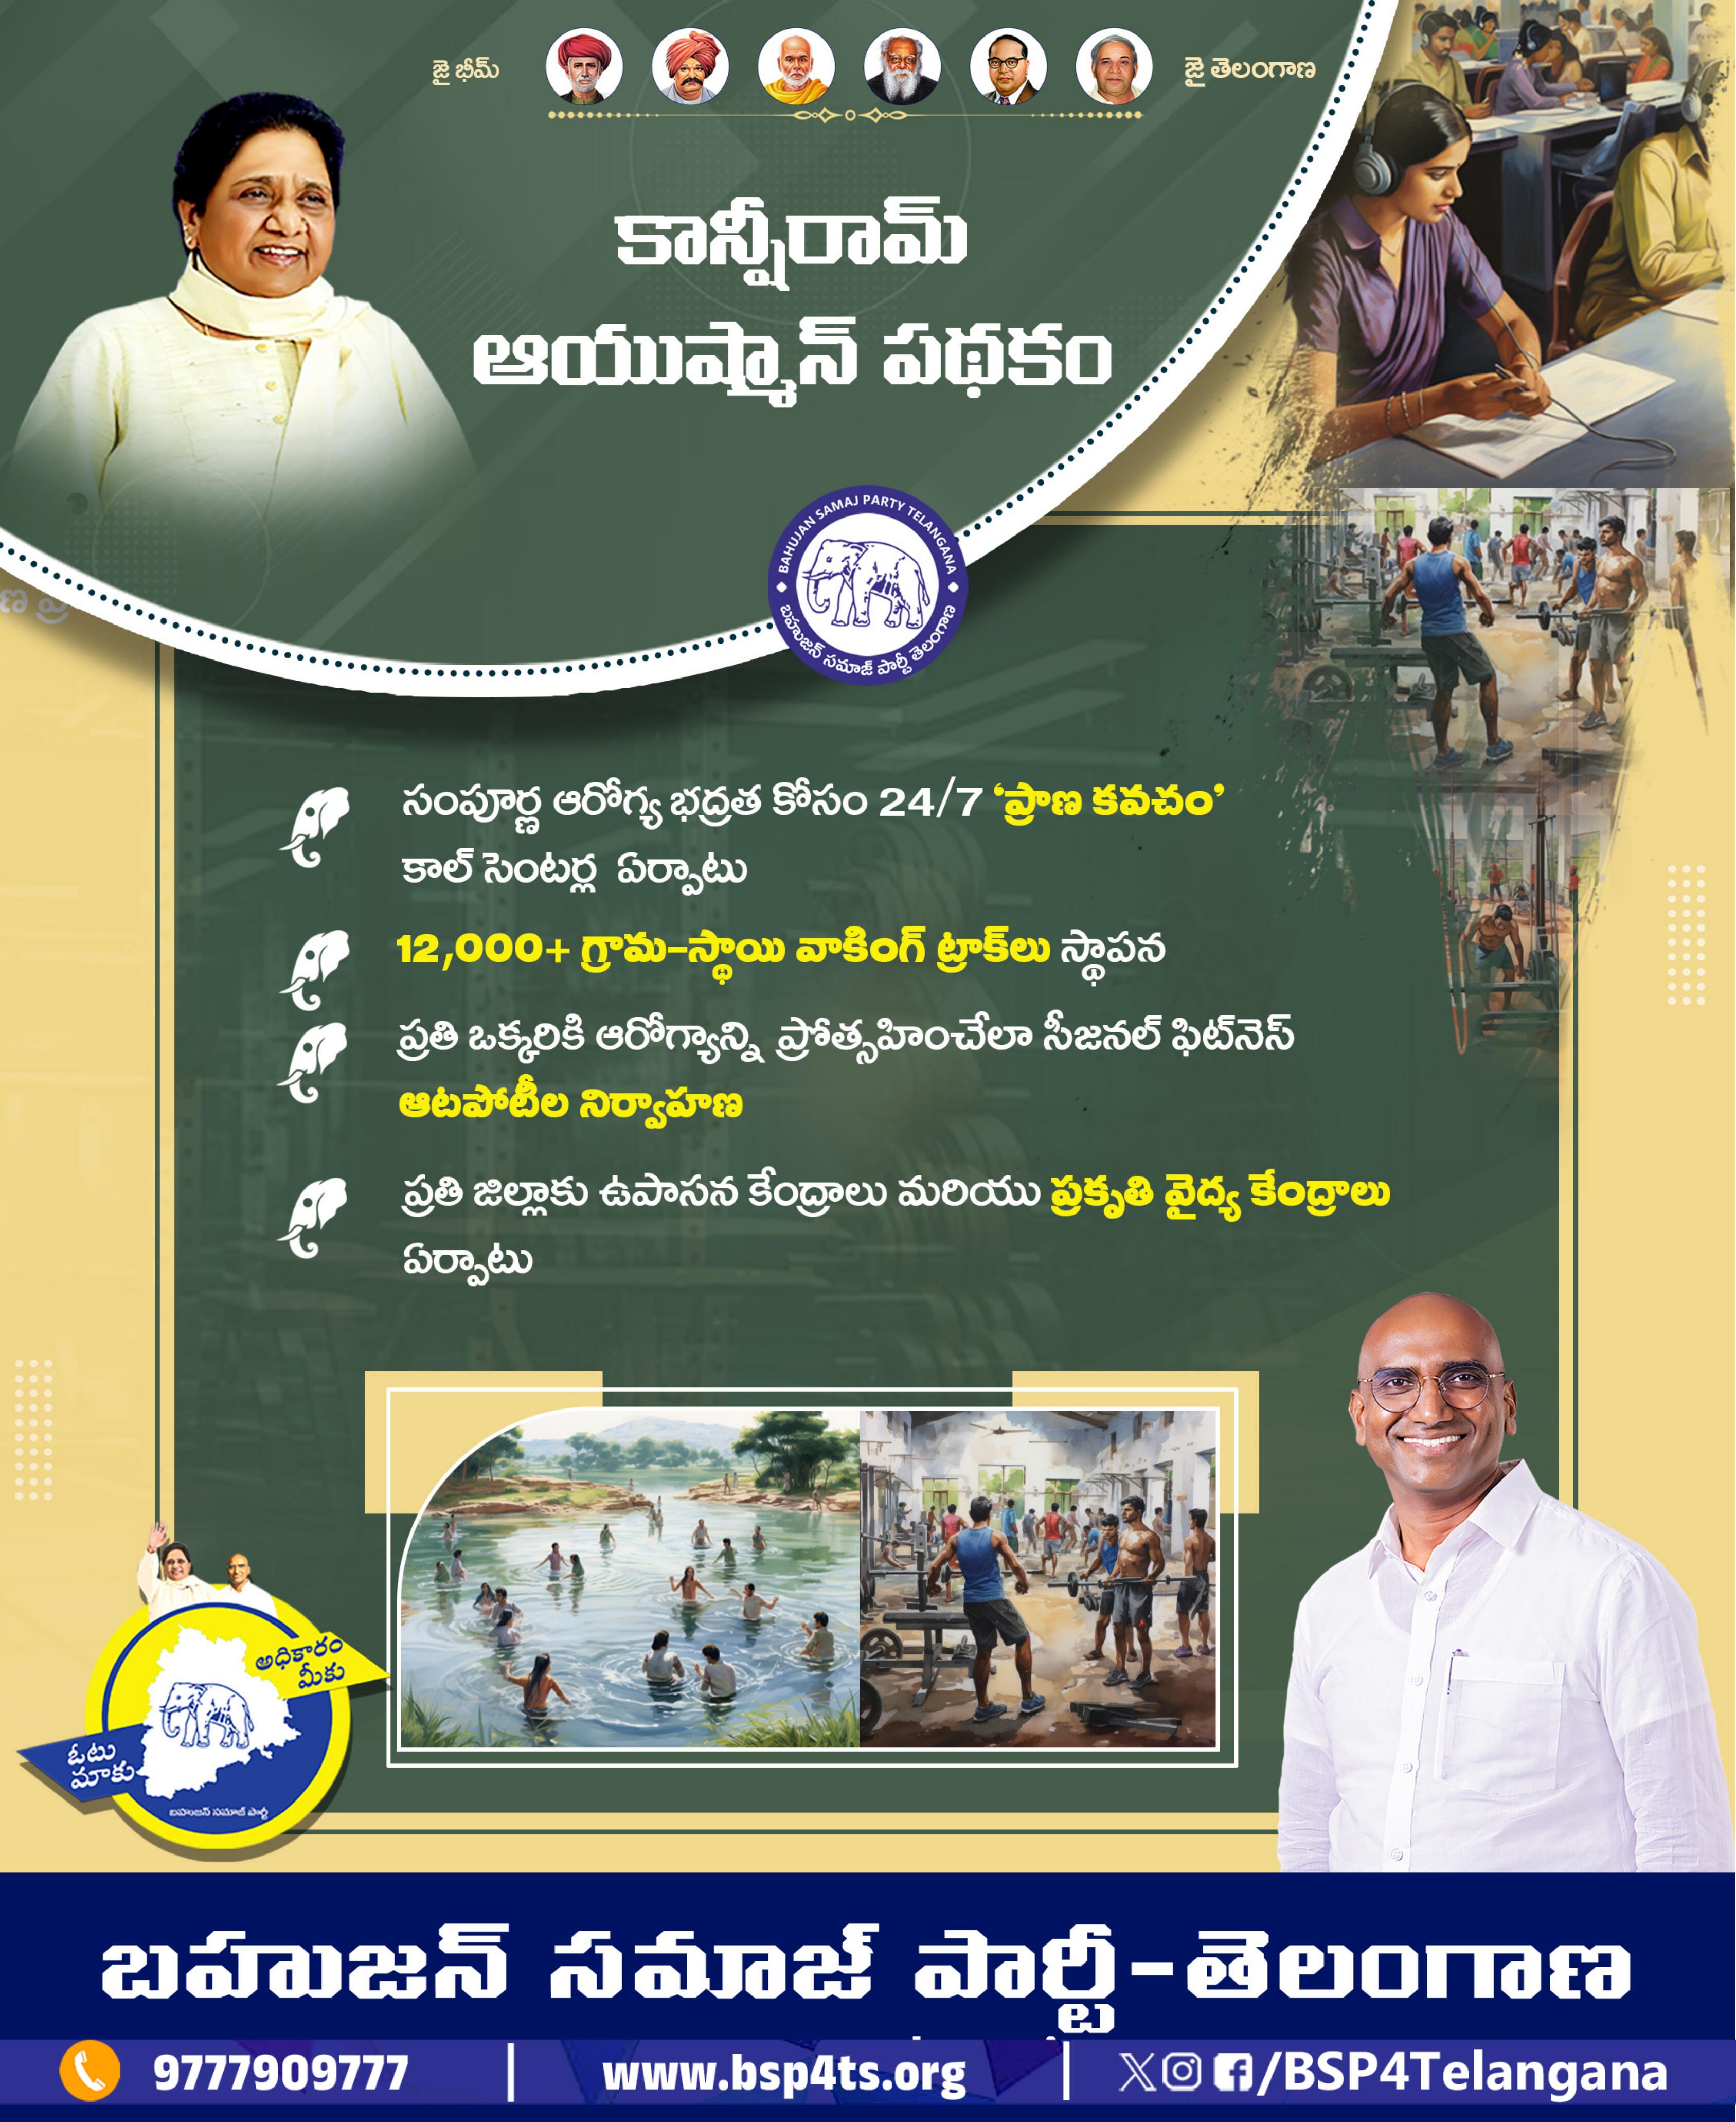 జై భీమ్
జై తెలంగాణ
కాన్షీరామ్
ఆయుష్మాన్ పథకం
BAHUJAN SAMAJ PARTY TELANGANA
బహుజన్ సమాజ్ పార్టీ తెలంగాణ
ణ ప్ర
సంపూర్ణ ఆరోగ్య భద్రత కోసం 24/7 ‘ప్రాణ కవచం’
కాల్ సెంటర్ల ఏర్పాటు
12,000+ గ్రామ-స్థాయి వాకింగ్ ట్రాక్‌లు స్థాపన
ప్రతి ఒక్కరికి ఆరోగ్యాన్ని ప్రోత్సహించేలా సీజనల్ ఫిట్‌నెస్
ఆటపోటీల నిర్వాహణ
ప్రతి జిల్లాకు ఉపాసన కేంద్రాలు మరియు ప్రకృతి వైద్య కేంద్రాలు
ఏర్పాటు
అధికారం
మీకు
ఓటు
మాకు
బహుజన్ సమాజ్ పార్టీ
బహుజన్ సమాజ్ పార్టీ-తెలంగాణ
9777909777 | www.bsp4ts.org | /BSP4Telangana